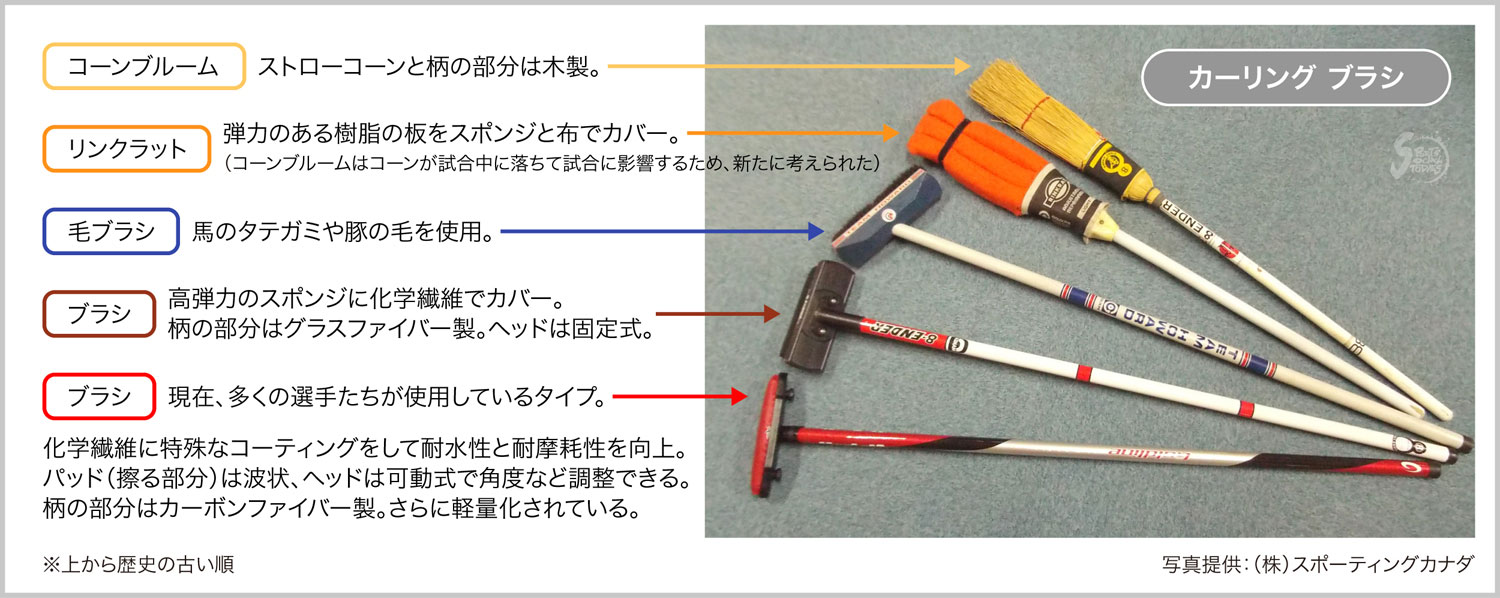 カーリング ブラシ
コーンブルーム
ストローコーンと柄の部分は木製。
リンクラット
弾力のある樹脂の板をスポンジと布でカバー。
（コーンブルームはコーンが試合中に落ちて試合に影響するため、新たに考えられた）
毛ブラシ
馬のタテガミや豚の毛を使用。
ブラシ
高弾力のスポンジに化学繊維でカバー。
柄の部分はグラスファイバー製。ヘッドは固定式。
ブラシ
現在、多くの選手たちが使用しているタイプ。
化学繊維に特殊なコーティングをして耐水性と耐摩耗性を向上。
パッド（擦る部分）は波状、ヘッドは可動式で角度など調整できる。
柄の部分はカーボンファイバー製。さらに軽量化されている。
※上から歴史の古い順
写真提供：（株）スポーティングカナダ
8-ENDER
TEAM HOWARD
8-ENDER